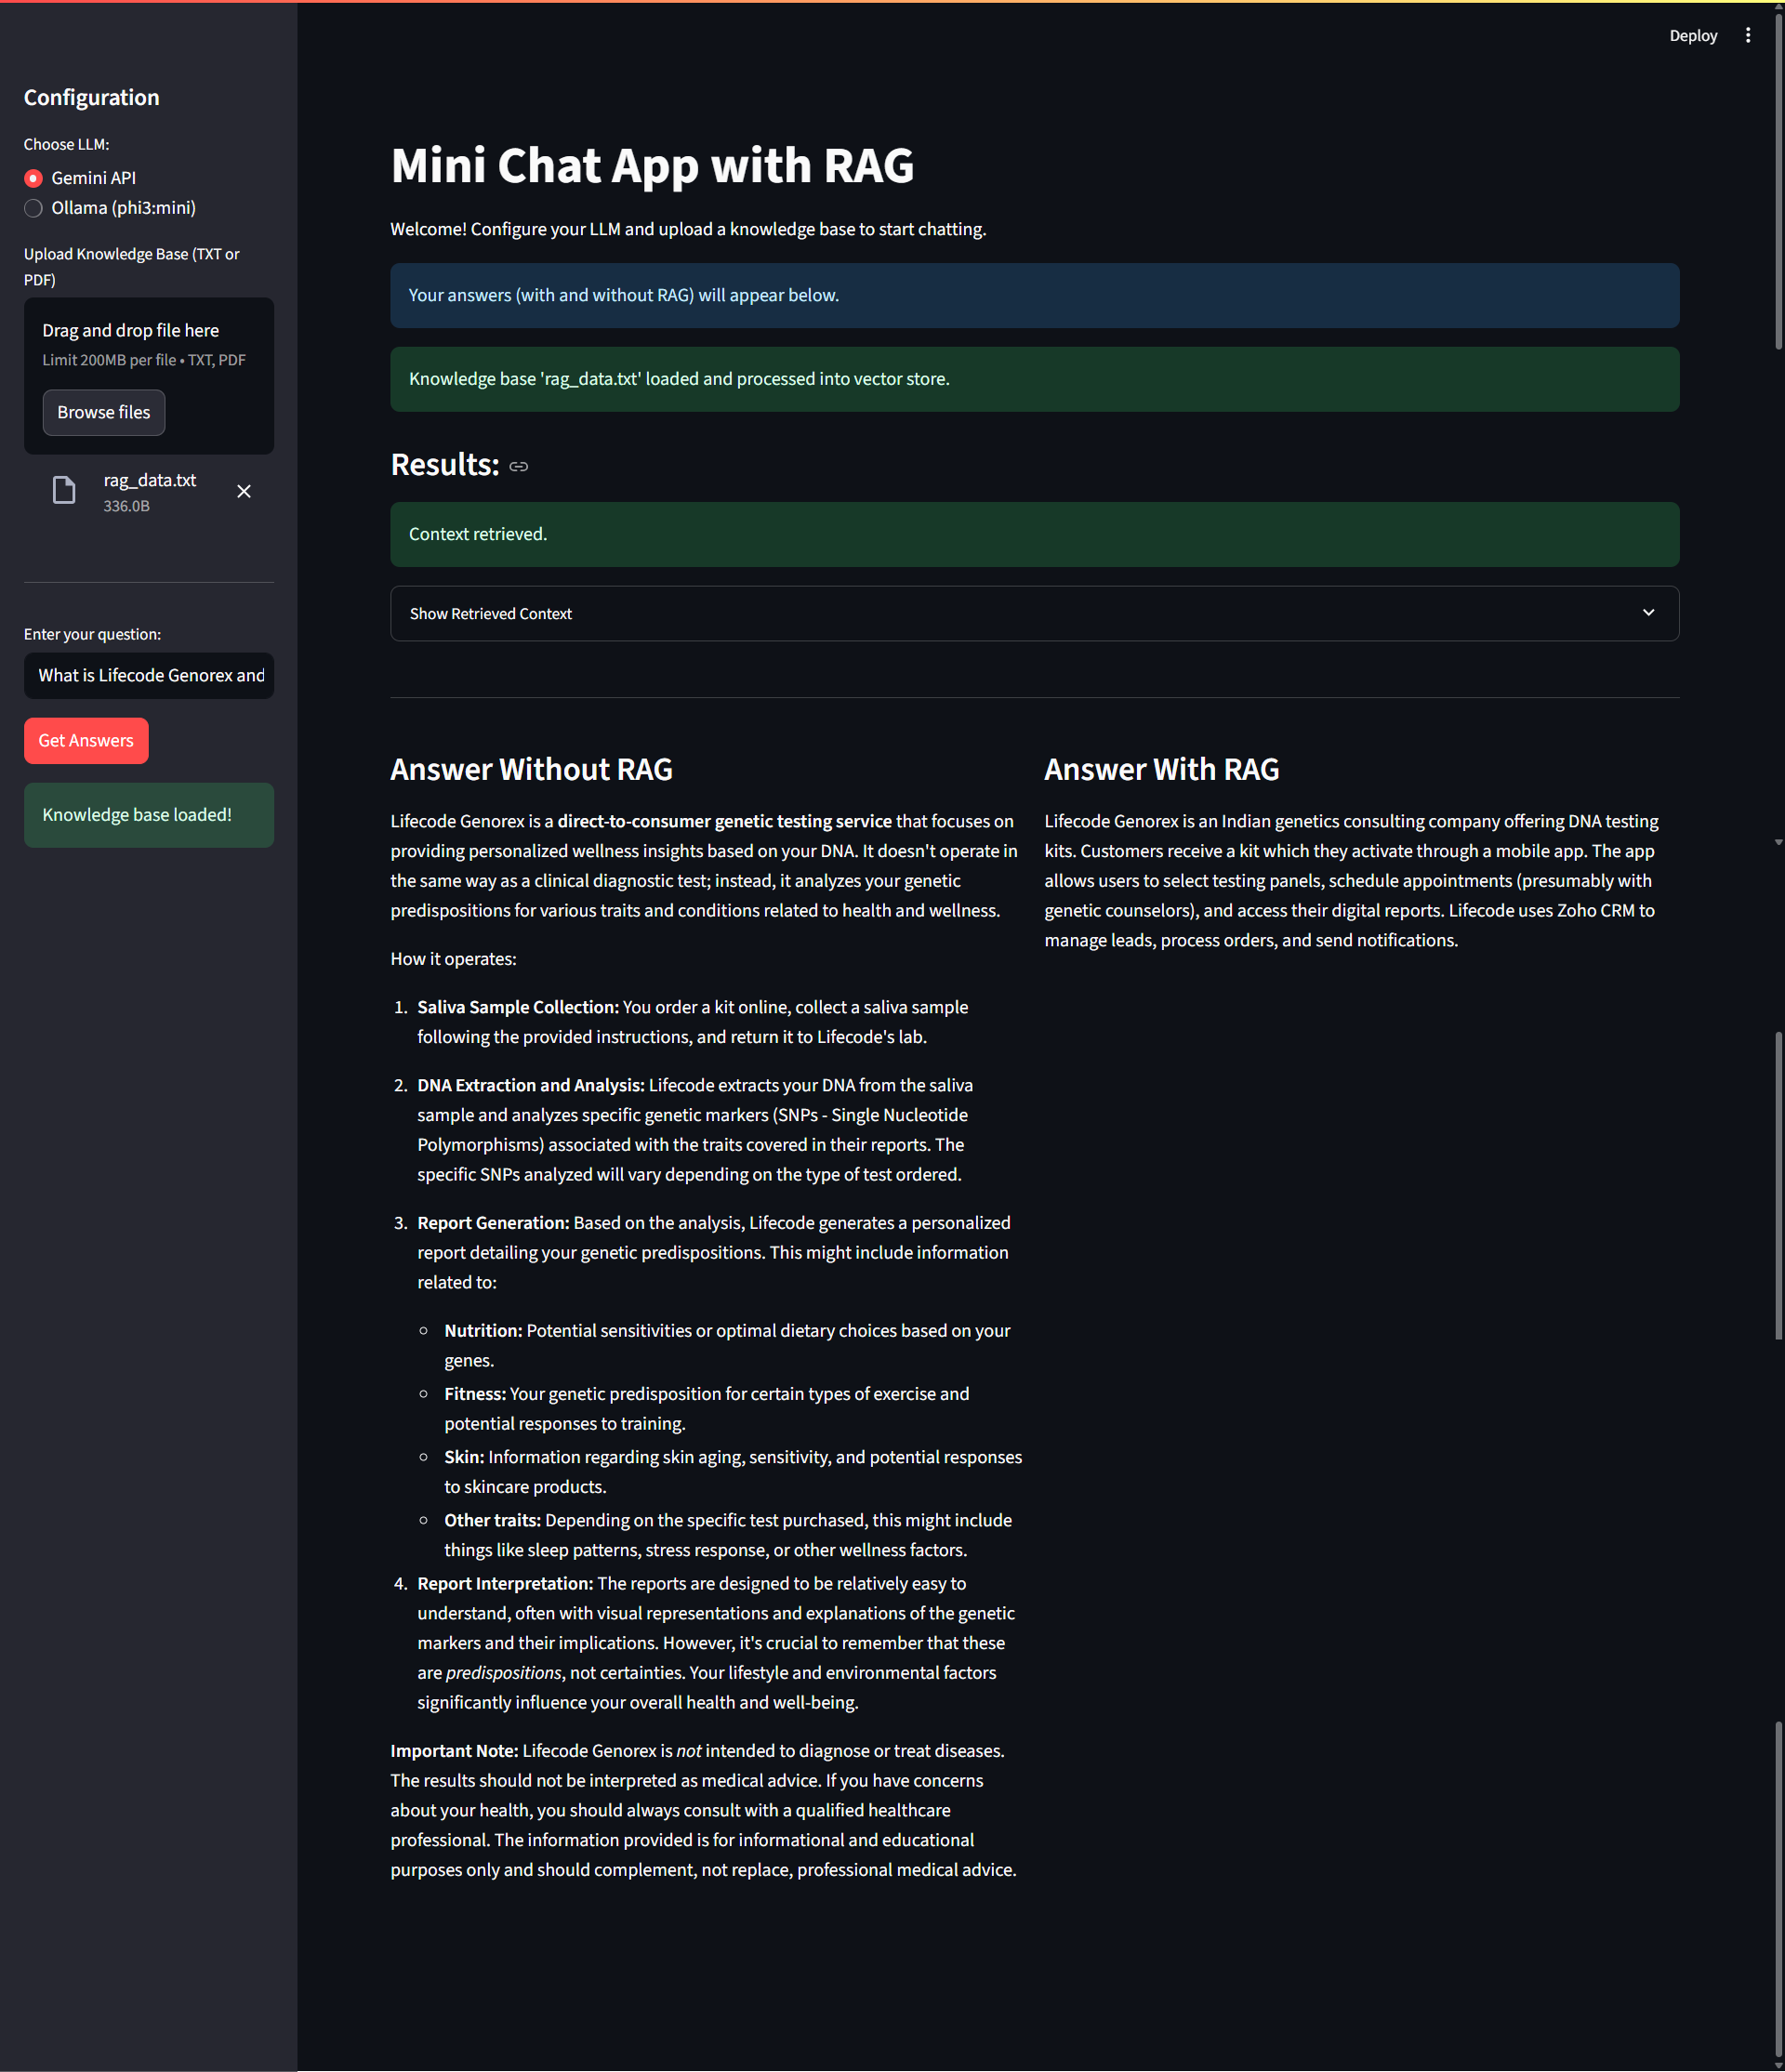 Deploy
Configuration
Choose LLM:
Gemini API
Ollama (phi3:mini)
Upload Knowledge Base (TXT or
PDF)
Drag and drop file here
Limit 200MB per file • TXT, PDF
Browse files
rag_data.txt
336.0B
Enter your question:
What is Lifecode Genorex and
Get Answers
Knowledge base loaded!
Mini Chat App with RAG
Welcome! Configure your LLM and upload a knowledge base to start chatting.
Your answers (with and without RAG) will appear below.
Knowledge base 'rag_data.txt' loaded and processed into vector store.
Results:
Context retrieved.
Show Retrieved Context
Answer Without RAG
Lifecode Genorex is a direct-to-consumer genetic testing service that focuses on
providing personalized wellness insights based on your DNA. It doesn't operate in
the same way as a clinical diagnostic test; instead, it analyzes your genetic
predispositions for various traits and conditions related to health and wellness.
How it operates:
1. Saliva Sample Collection: You order a kit online, collect a saliva sample
following the provided instructions, and return it to Lifecode's lab.
2. DNA Extraction and Analysis: Lifecode extracts your DNA from the saliva
sample and analyzes specific genetic markers (SNPs - Single Nucleotide
Polymorphisms) associated with the traits covered in their reports. The
specific SNPs analyzed will vary depending on the type of test ordered.
3. Report Generation: Based on the analysis, Lifecode generates a personalized
report detailing your genetic predispositions. This might include information
related to:
Nutrition: Potential sensitivities or optimal dietary choices based on your
genes.
Fitness: Your genetic predisposition for certain types of exercise and
potential responses to training.
Skin: Information regarding skin aging, sensitivity, and potential responses
to skincare products.
Other traits: Depending on the specific test purchased, this might include
things like sleep patterns, stress response, or other wellness factors.
4. Report Interpretation: The reports are designed to be relatively easy to
understand, often with visual representations and explanations of the genetic
markers and their implications. However, it's crucial to remember that these
are predispositions, not certainties. Your lifestyle and environmental factors
significantly influence your overall health and well-being.
Important Note: Lifecode Genorex is not intended to diagnose or treat diseases.
The results should not be interpreted as medical advice. If you have concerns
about your health, you should always consult with a qualified healthcare
professional. The information provided is for informational and educational
purposes only and should complement, not replace, professional medical advice.
Answer With RAG
Lifecode Genorex is an Indian genetics consulting company offering DNA testing
kits. Customers receive a kit which they activate through a mobile app. The app
allows users to select testing panels, schedule appointments (presumably with
genetic counselors), and access their digital reports. Lifecode uses Zoho CRM to
manage leads, process orders, and send notifications.